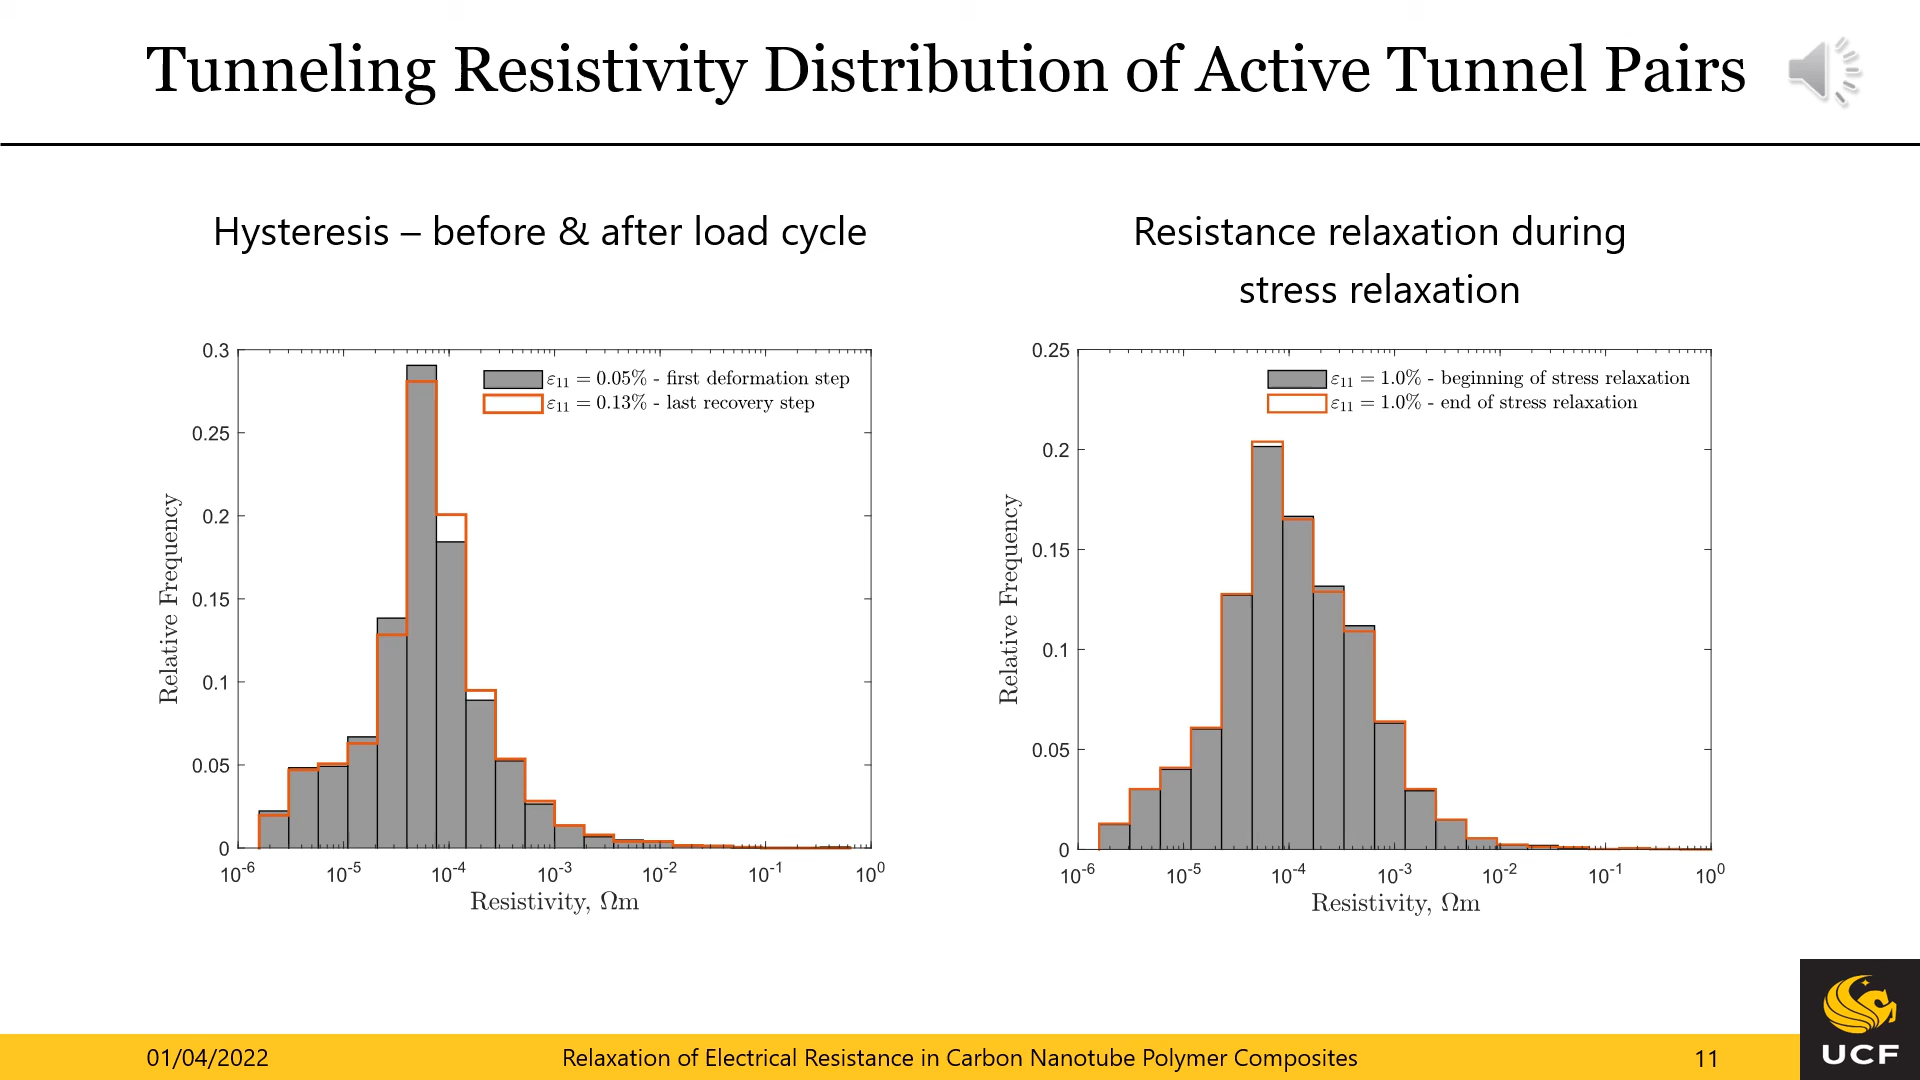 Tunneling Resistivity Distribution of Active Tunnel Pairs
Hysteresis – before & after load cycle
0.3
0.25
0.2
0.15
0.1
0.05
0
Relative Frequency
ε₁₁ = 0.05% - first deformation step
ε₁₁ = 0.13% - last recovery step
10⁻⁶ 10⁻⁵ 10⁻⁴ 10⁻³ 10⁻² 10⁻¹ 10⁰
Resistivity, Ωm
Resistance relaxation during
stress relaxation
0.25
0.2
0.15
0.1
0.05
0
Relative Frequency
ε₁₁ = 1.0% - beginning of stress relaxation
ε₁₁ = 1.0% - end of stress relaxation
10⁻⁶ 10⁻⁵ 10⁻⁴ 10⁻³ 10⁻² 10⁻¹ 10⁰
Resistivity, Ωm
01/04/2022
Relaxation of Electrical Resistance in Carbon Nanotube Polymer Composites
11
UCF